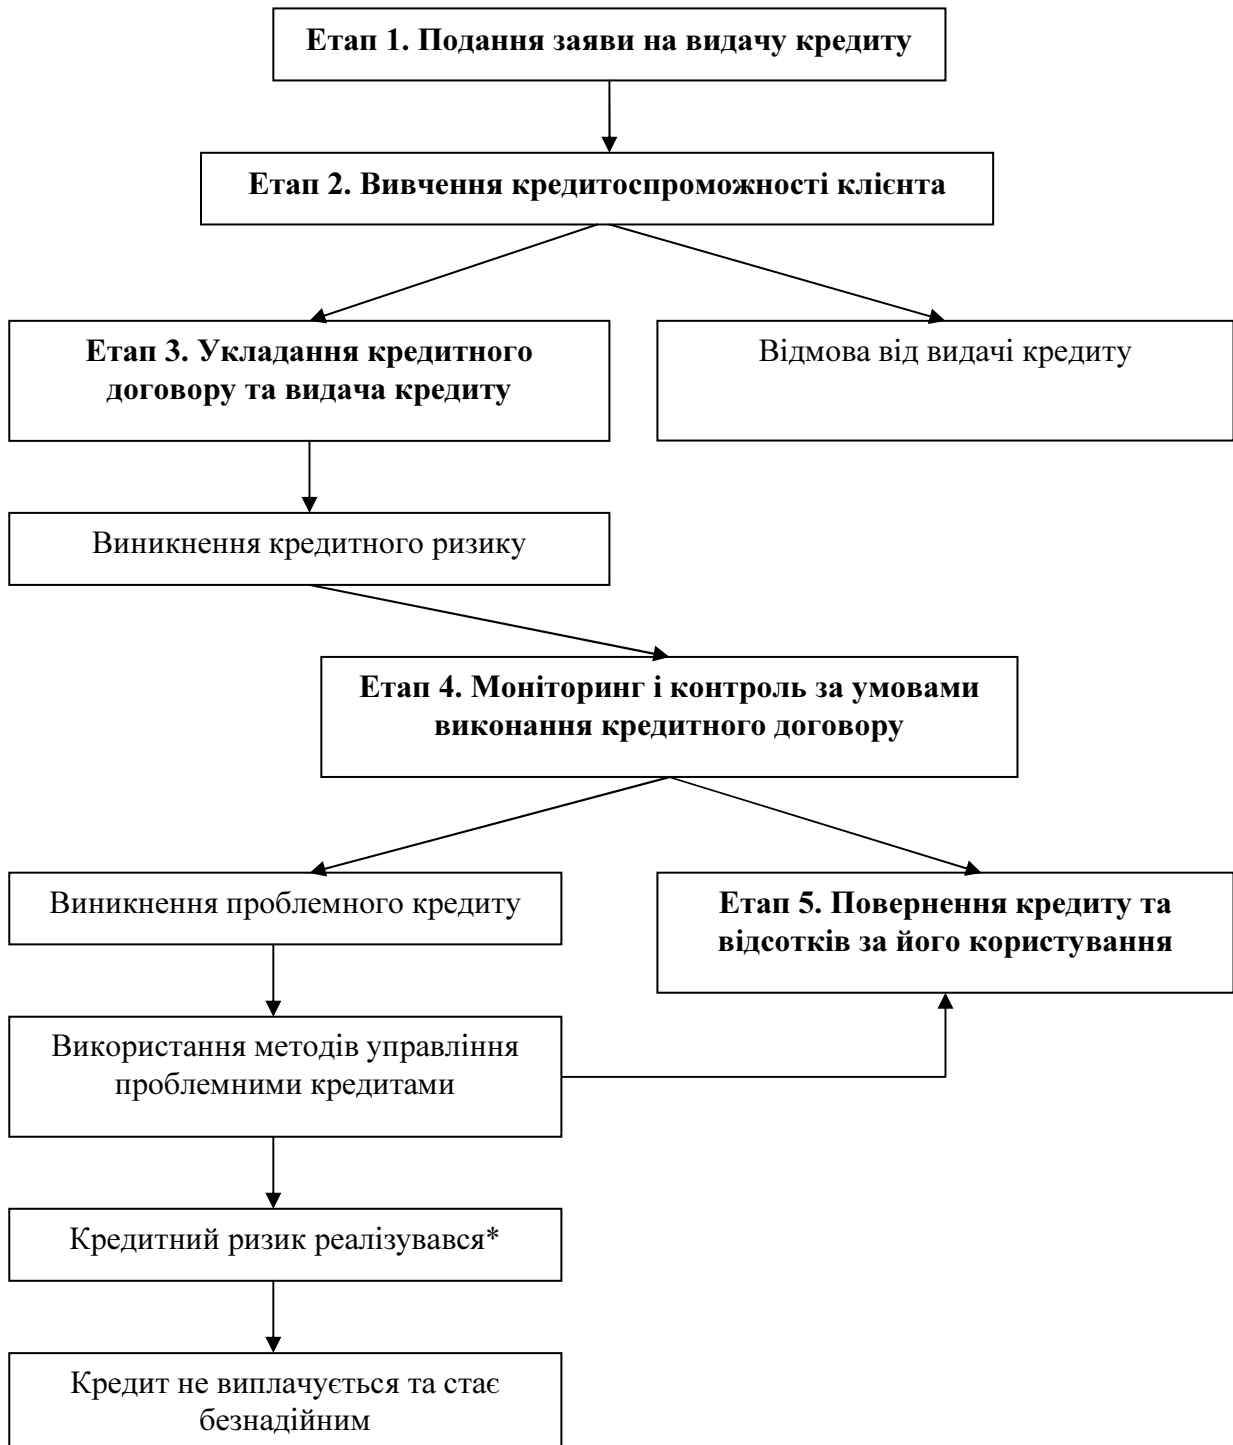 Етап 1. Подання заяви на видачу кредиту
Етап 2. Вивчення кредитоспроможності клієнта
Етап 3. Укладання кредитного
договору та видача кредиту
Відмова від видачі кредиту
Виникнення кредитного ризику
Етап 4. Моніторинг і контроль за умовами
виконання кредитного договору
Виникнення проблемного кредиту
Етап 5. Повернення кредиту та
відсотків за його користування
Використання методів управління
проблемними кредитами
Кредитний ризик реалізувався*
Кредит не виплачується та стає
безнадійним